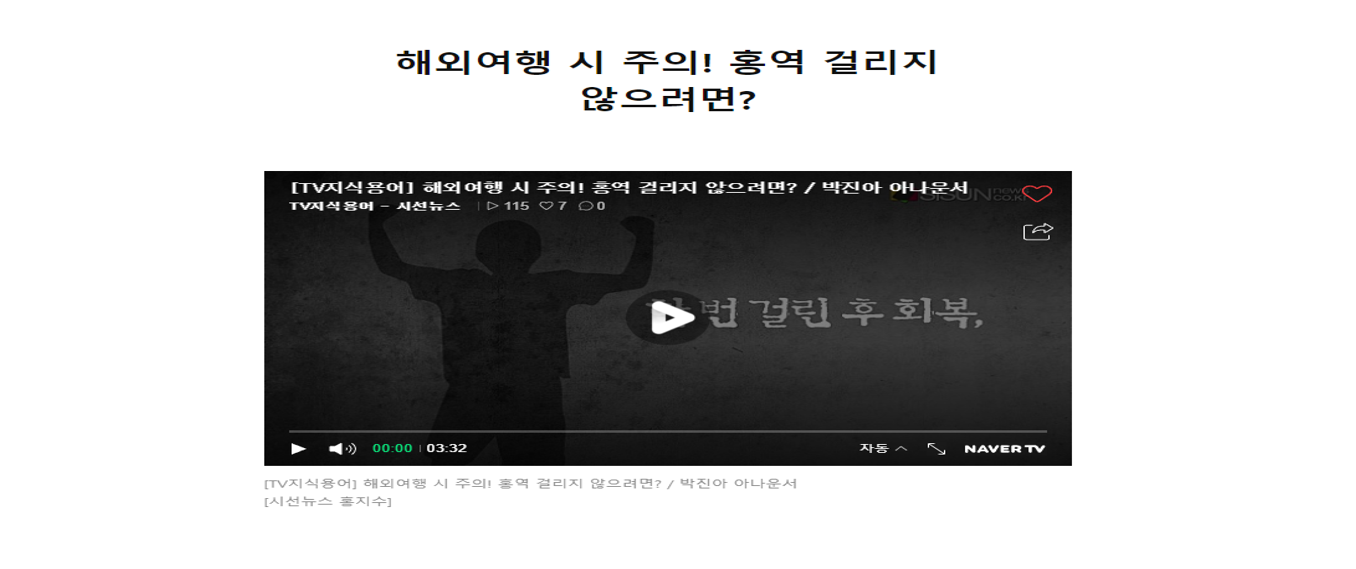 해외여행 시 주의! 홍역 걸리지
않으려면?
[TV지식용어] 해외여행 시 주의! 홍역 걸리지 않으려면? / 박진아 아나운서
TV지식용어 - 시선뉴스 115 7 0
번 걸린 후 회복,
00:00 03:32 자동 NAVER TV
[TV지식용어] 해외여행 시 주의! 홍역 걸리지 않으려면? / 박진아 아나운서
[시선뉴스 홍지수]